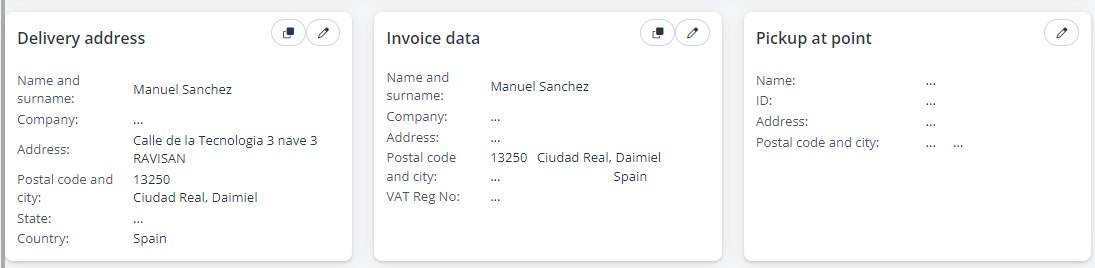 Delivery address
Name and surname: Manuel Sanchez
Company: ...
Address: Calle de la Tecnologia 3 nave 3
RAVISAN
Postal code and city: 13250
Ciudad Real, Daimiel
State: ...
Country: Spain
Invoice data
Name and surname: Manuel Sanchez
Company: ...
Address: ...
Postal code and city: 13250 Ciudad Real, Daimiel
... Spain
VAT Reg No: ...
Pickup at point
Name: ...
ID: ...
Address: ...
Postal code and city: ... ...